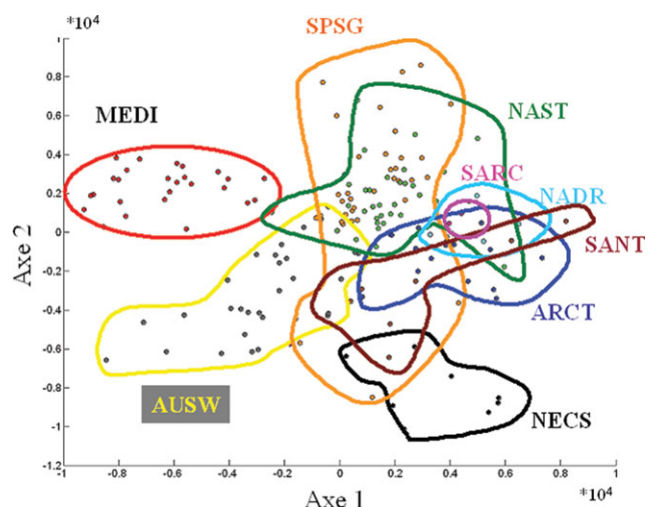 *10⁴
SPSG
1
0.8
NAST
MEDI
0.6
0.4
SARC
NADR
0.2
Axe 2
0
SANT
-0.2
-0.4
ARCT
-0.6
AUSW
-0.8
NECS
-1
-1.2
-1 -0.8 -0.6 -0.4 -0.2 0 0.2 0.4 0.6 0.8 1
Axe 1
*10⁴